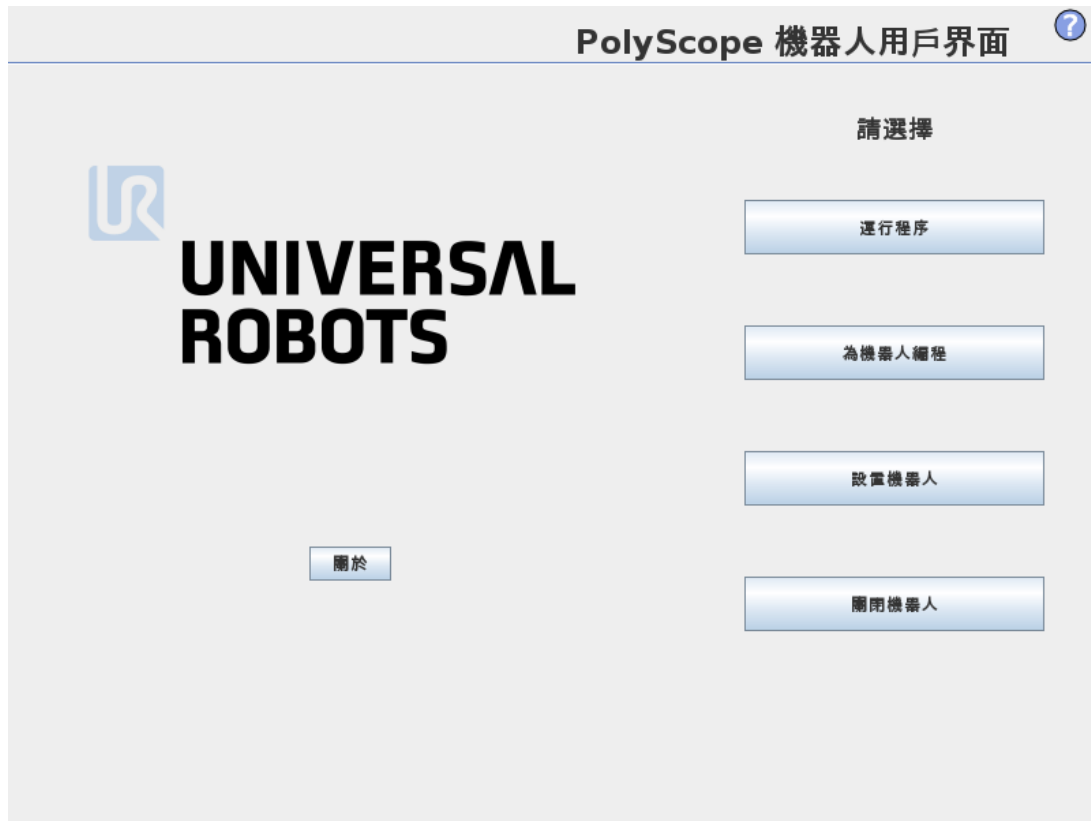 PolyScope 機器人用戶界面
?
請選擇
UR
UNIVERSAL
ROBOTS
運行程序
為機器人編程
設置機器人
關於
關閉機器人